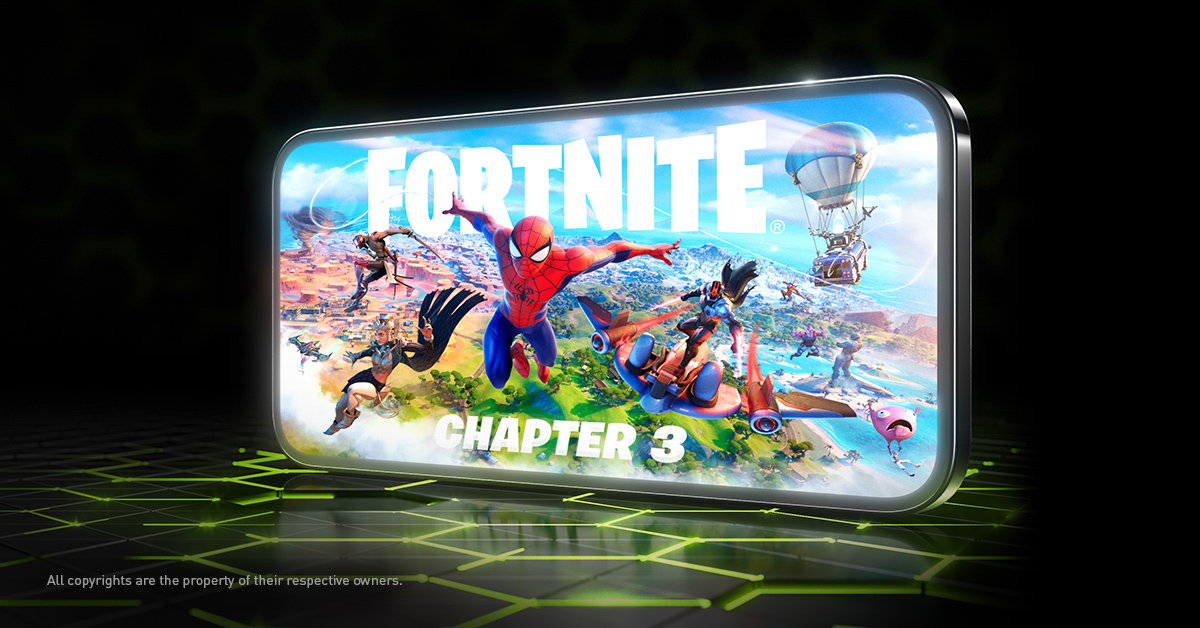 FORTNITE®
CHAPTER 3
All copyrights are the property of their respective owners.